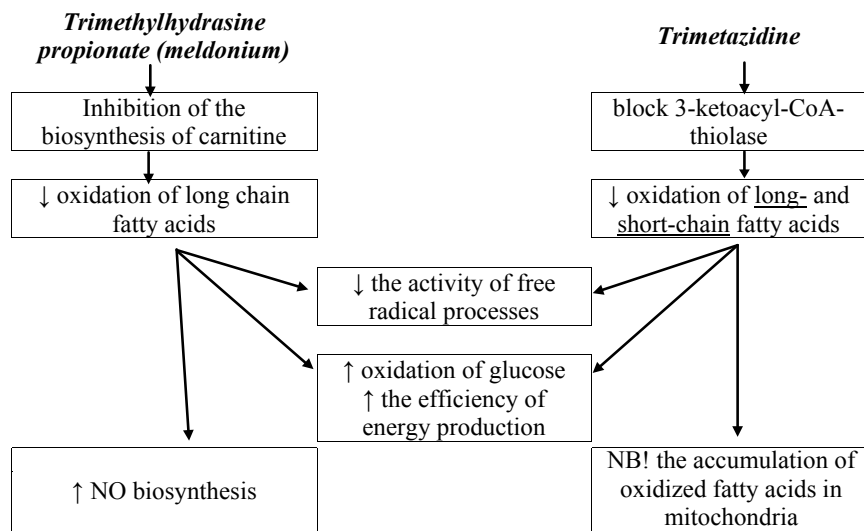 Trimethylhydrasine
propionate (meldonium)
Trimetazidine
Inhibition of the
biosynthesis of carnitine
block 3-ketoacyl-CoA-
thiolase
↓ oxidation of long chain
fatty acids
↓ oxidation of long- and
short-chain fatty acids
↓ the activity of free
radical processes
↑ oxidation of glucose
↑ the efficiency of
energy production
↑ NO biosynthesis
NB! the accumulation of
oxidized fatty acids in
mitochondria